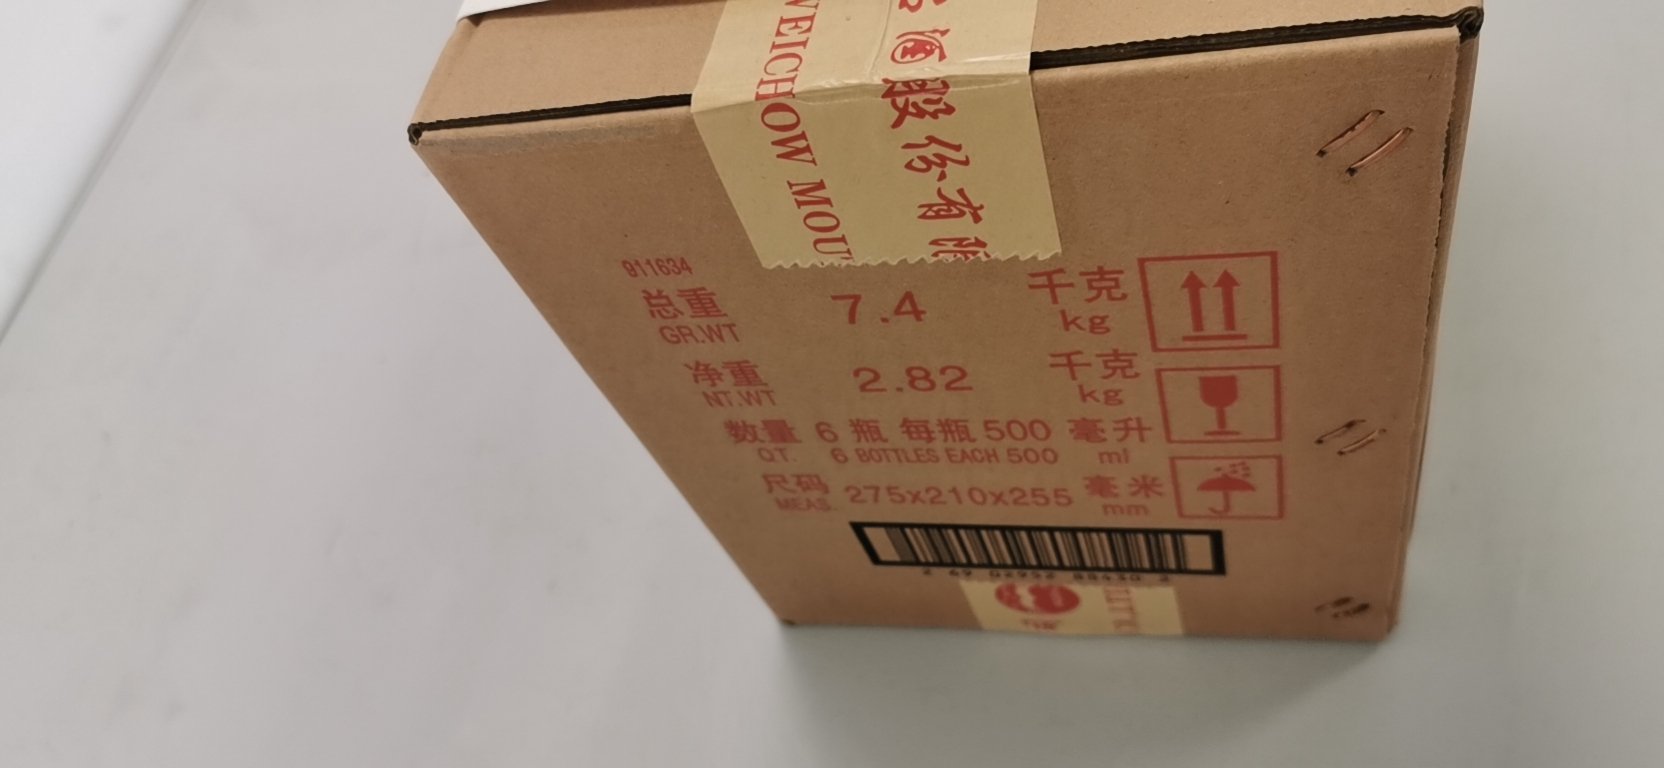 WEICHOW MOU
酒股份有限
911634
总重 7.4 千克
GR.WT kg
净重 2.82 千克
NT.WT kg
数量 6 瓶 每瓶 500 毫升
QT. 6 BOTTLES EACH 500 ml
尺码 275x210x255 毫米
MEAS. mm